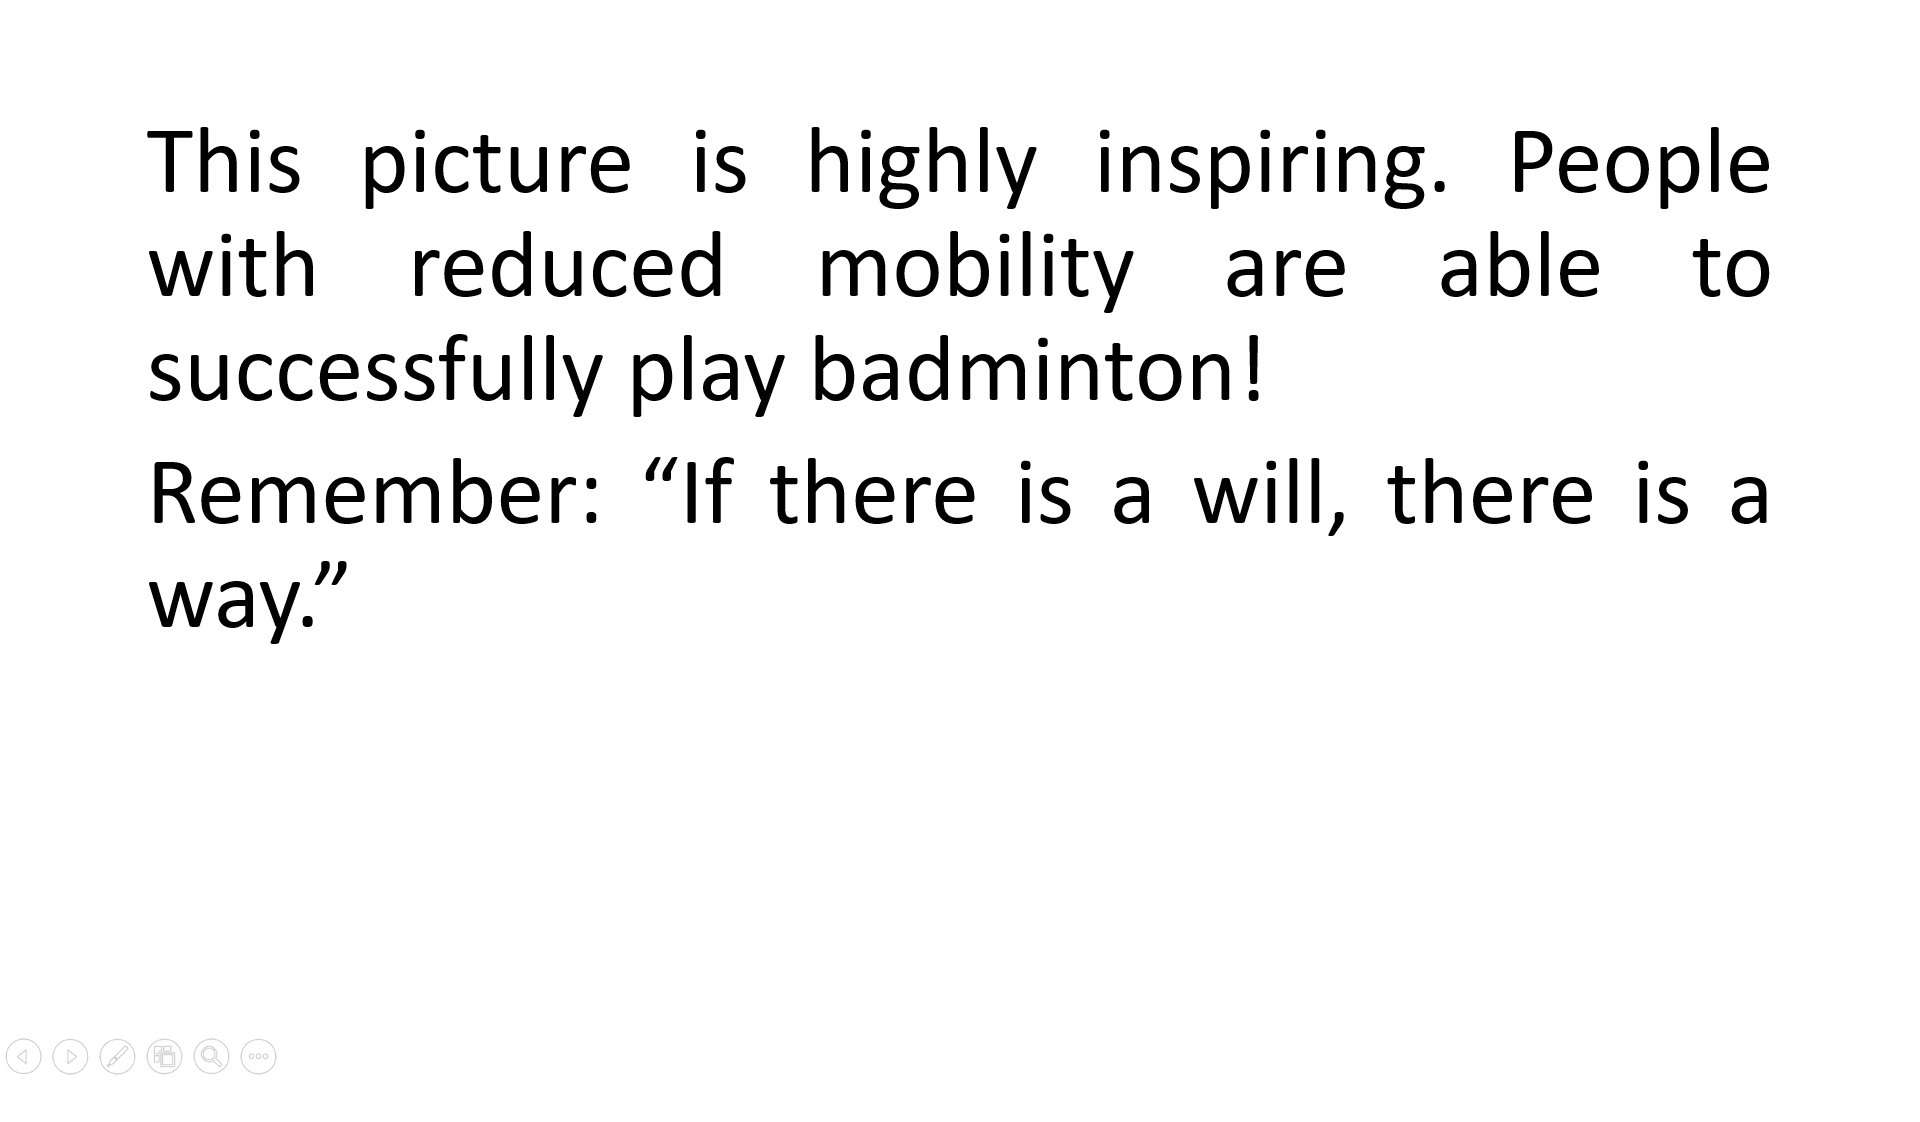 This picture is highly inspiring. People
with reduced mobility are able to
successfully play badminton!
Remember: “If there is a will, there is a
way.”